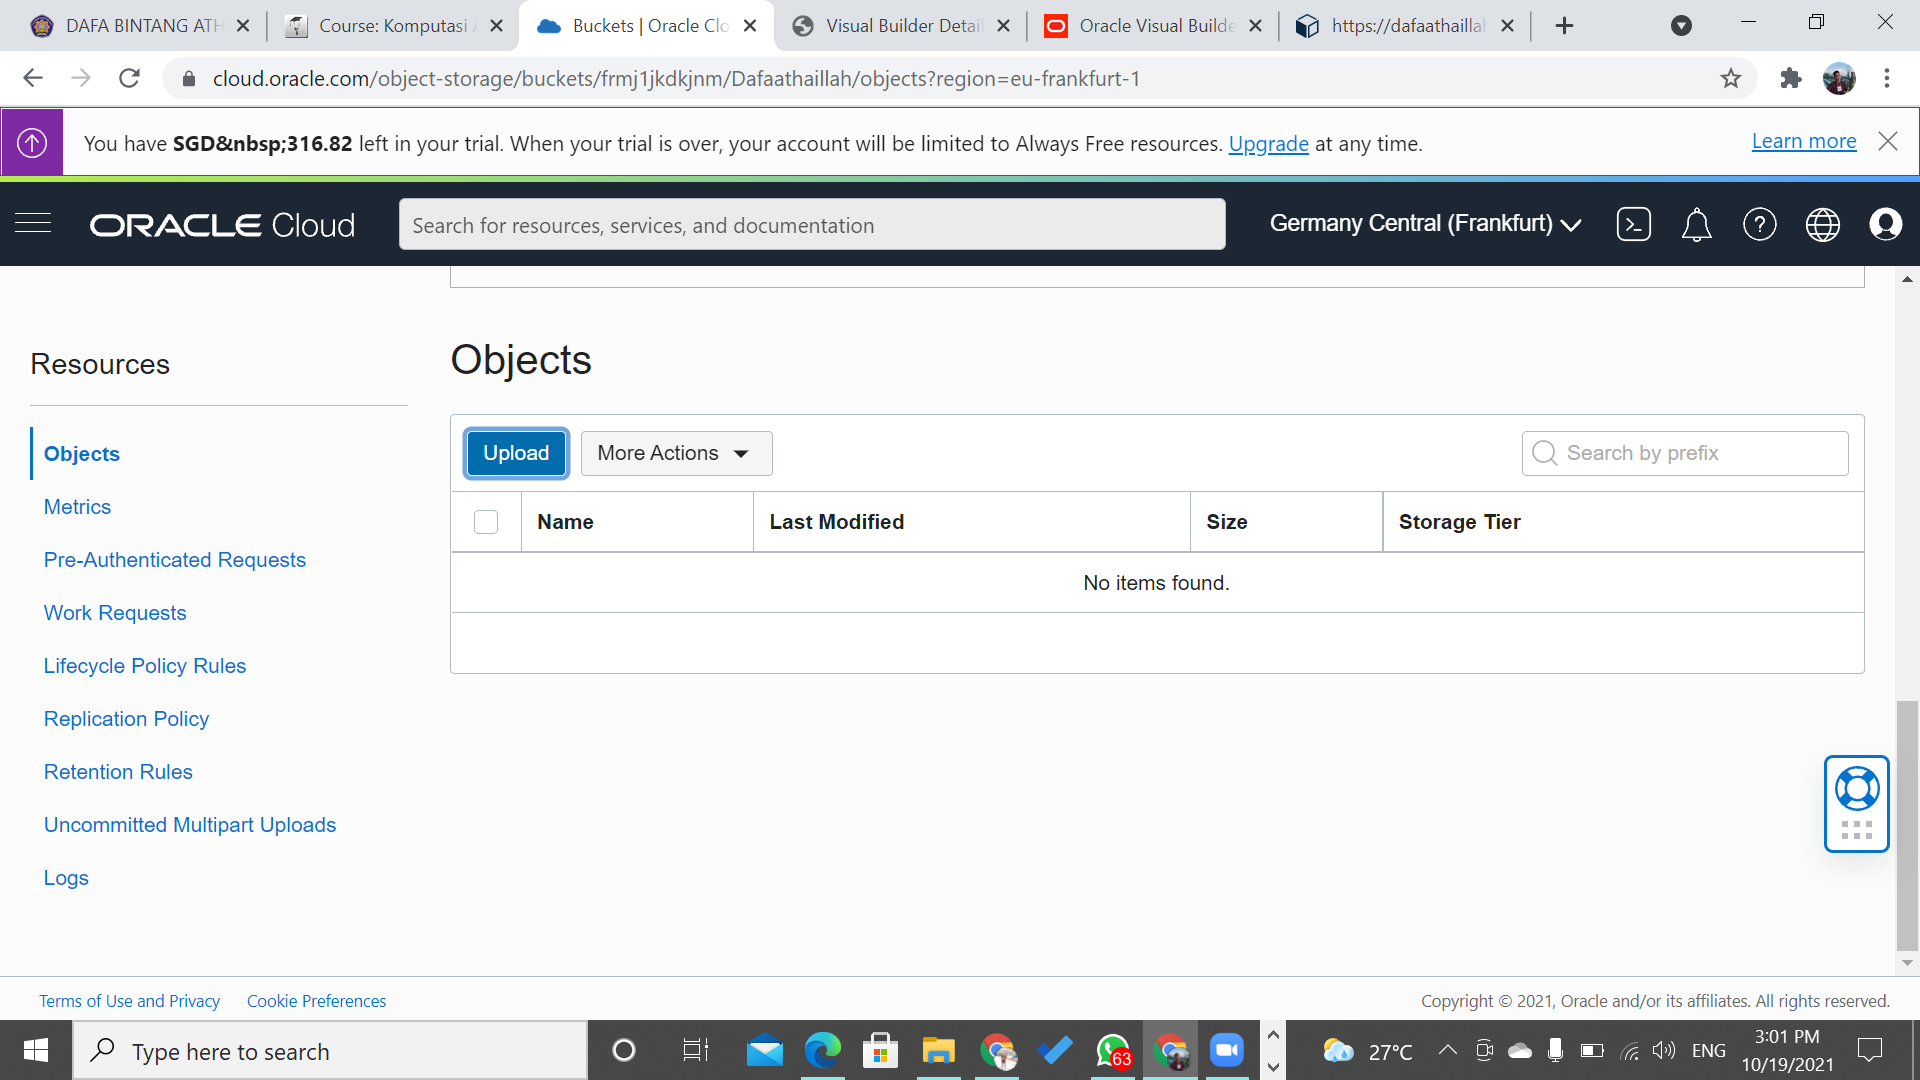 DAFA BINTANG ATH
Course: Komputasi
Buckets | Oracle Clo
Visual Builder Detail
Oracle Visual Builde
https://dafaathailla
cloud.oracle.com/object-storage/buckets/frmj1jkdkjnm/Dafaathaillah/objects?region=eu-frankfurt-1
You have SGD&nbsp;316.82 left in your trial. When your trial is over, your account will be limited to Always Free resources. Upgrade at any time.
Learn more
ORACLE Cloud
Search for resources, services, and documentation
Germany Central (Frankfurt)
Resources
Objects
Metrics
Pre-Authenticated Requests
Work Requests
Lifecycle Policy Rules
Replication Policy
Retention Rules
Uncommitted Multipart Uploads
Logs
Objects
Upload
More Actions
Search by prefix
Name
Last Modified
Size
Storage Tier
No items found.
Terms of Use and Privacy
Cookie Preferences
Copyright © 2021, Oracle and/or its affiliates. All rights reserved.
Type here to search
63
27°C
ENG
3:01 PM
10/19/2021